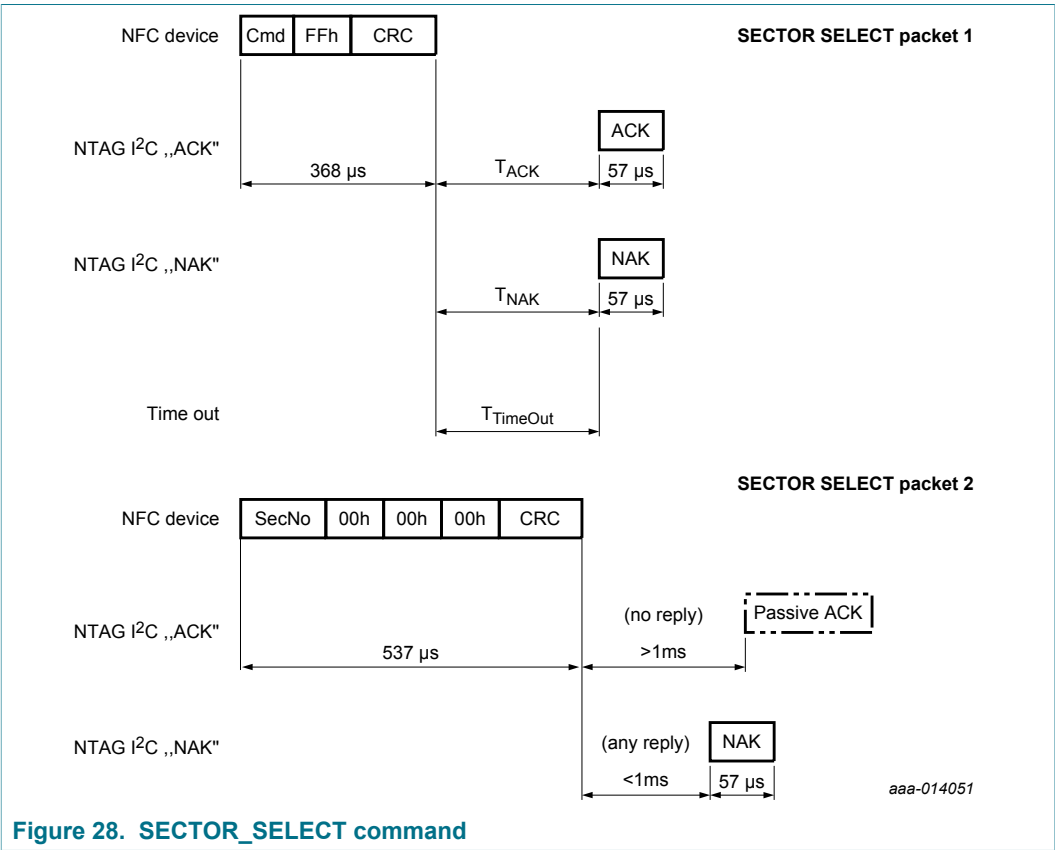 NFC device Cmd FFh CRC SECTOR SELECT packet 1
ACK
NTAG I2C ,,ACK"
368 µs TACK 57 µs
NAK
NTAG I2C ,,NAK"
TNAK 57 µs
Time out TTimeOut
SECTOR SELECT packet 2
NFC device SecNo 00h 00h 00h CRC
(no reply) Passive ACK
NTAG I2C ,,ACK"
537 µs >1ms
NTAG I2C ,,NAK" (any reply) NAK
<1ms 57 µs aaa-014051
Figure 28. SECTOR_SELECT command